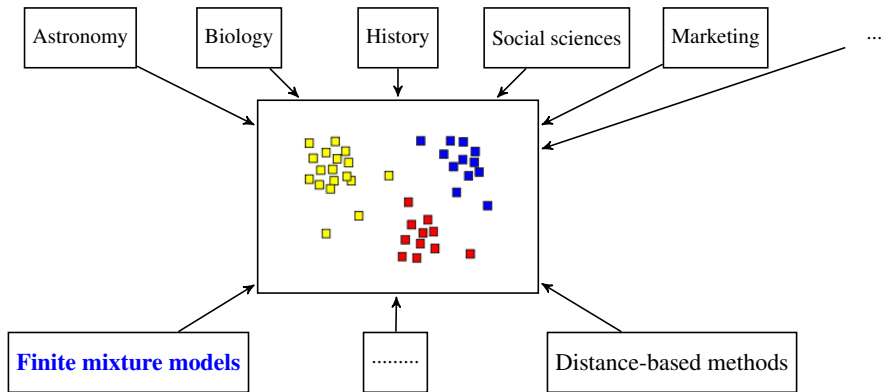 Astronomy
Biology
History
Social sciences
Marketing
...
Finite mixture models
.........
Distance-based methods